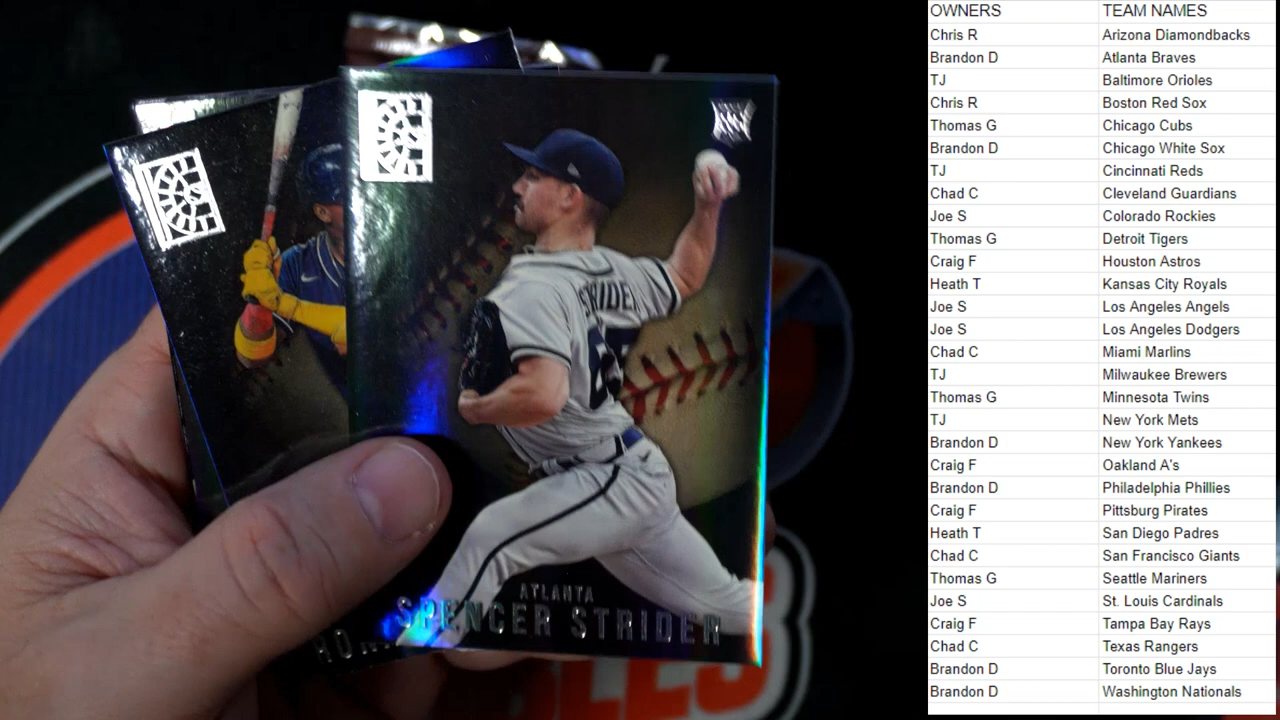 STRIDER
ATLANTA
SPENCER STRIDER
OWNERS TEAM NAMES
Chris R Arizona Diamondbacks
Brandon D Atlanta Braves
TJ Baltimore Orioles
Chris R Boston Red Sox
Thomas G Chicago Cubs
Brandon D Chicago White Sox
TJ Cincinnati Reds
Chad C Cleveland Guardians
Joe S Colorado Rockies
Thomas G Detroit Tigers
Craig F Houston Astros
Heath T Kansas City Royals
Joe S Los Angeles Angels
Joe S Los Angeles Dodgers
Chad C Miami Marlins
TJ Milwaukee Brewers
Thomas G Minnesota Twins
TJ New York Mets
Brandon D New York Yankees
Craig F Oakland A's
Brandon D Philadelphia Phillies
Craig F Pittsburg Pirates
Heath T San Diego Padres
Chad C San Francisco Giants
Thomas G Seattle Mariners
Joe S St. Louis Cardinals
Craig F Tampa Bay Rays
Chad C Texas Rangers
Brandon D Toronto Blue Jays
Brandon D Washington Nationals